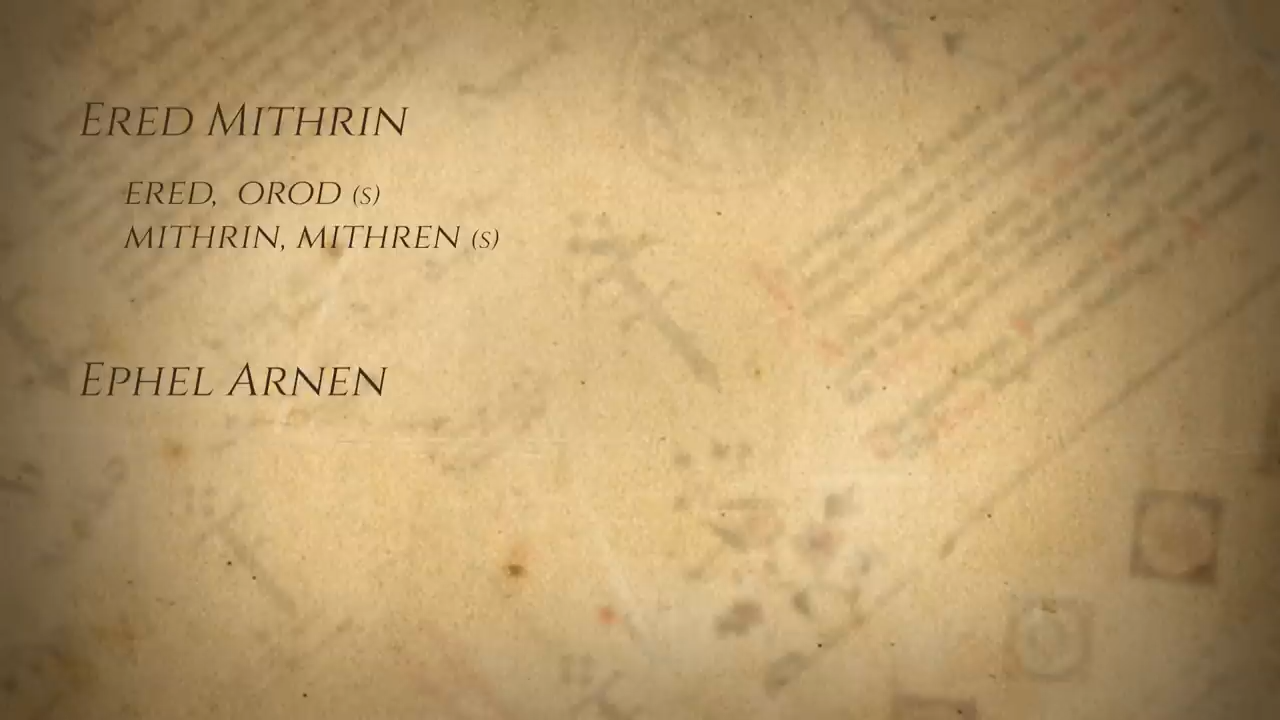 Ered Mithrin
ERED, OROD (S)
MITHRIN, MITHREN (S)
Ephel Arnen